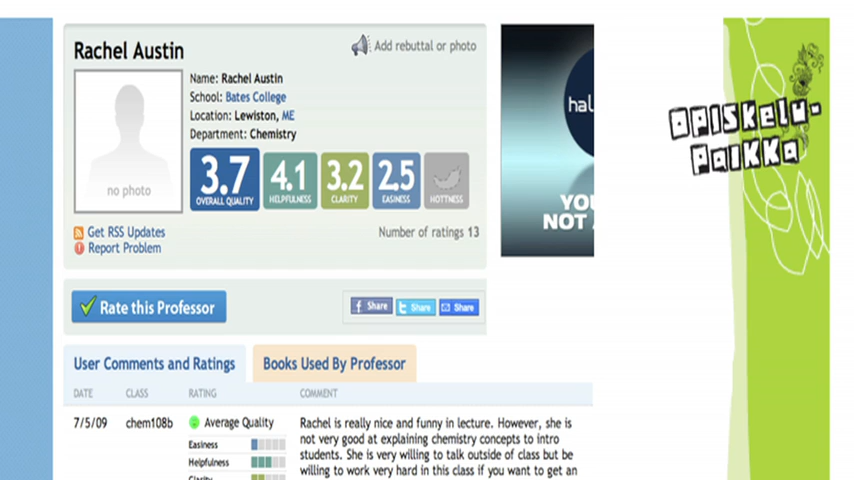 Rachel Austin
Add rebuttal or photo
no photo
Name: Rachel Austin
School: Bates College
Location: Lewiston, ME
Department: Chemistry
3.7
OVERALL QUALITY
4.1
HELPFULNESS
3.2
CLARITY
2.5
EASINESS
HOTTNESS
Get RSS Updates
Report Problem
Number of ratings 13
hal
YOU
NOT
OPISKELU-
PAIKKA
Rate this Professor
Share
Share
Share
User Comments and Ratings
Books Used By Professor
DATE CLASS RATING COMMENT
7/5/09 chem108b Average Quality
Easiness
Helpfulness
Clarity
Rachel is really nice and funny in lecture. However, she is
not very good at explaining chemistry concepts to intro
students. She is very willing to talk outside of class but be
willing to work very hard in this class if you want to get an